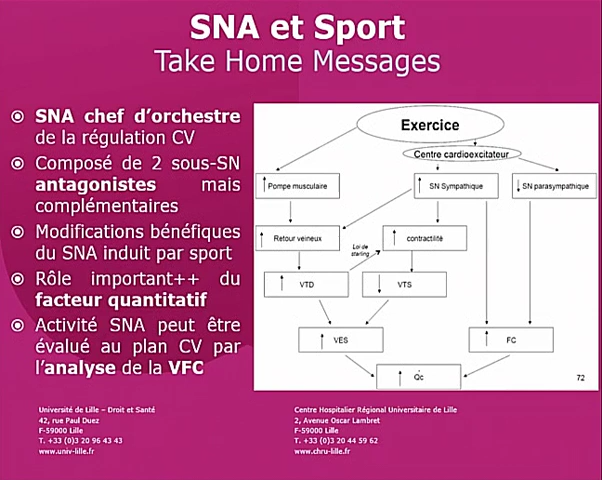 SNA et Sport
Take Home Messages
SNA chef d'orchestre
de la régulation CV
Composé de 2 sous-SN
antagonistes mais
complémentaires
Modifications bénéfiques
du SNA induit par sport
Rôle important++ du
facteur quantitatif
Activité SNA peut être
évalué au plan CV par
l'analyse de la VFC
Exercice
Centre cardioexcitateur
↑ Pompe musculaire
↑ SN Sympathique
↓ SN parasympathique
↑ Retour veineux
Loi de
starling
↑ contractilité
↑ VTD
↓ VTS
↑ VES
↑ FC
↑ Qc
72
Université de Lille – Droit et Santé
42, rue Paul Duez
F-59000 Lille
T. +33 (0)3 20 96 43 43
www.univ-lille.fr
Centre Hospitalier Régional Universitaire de Lille
2, Avenue Oscar Lambret
F-59000 Lille
T. +33 (0)3 20 44 59 62
www.chru-lille.fr